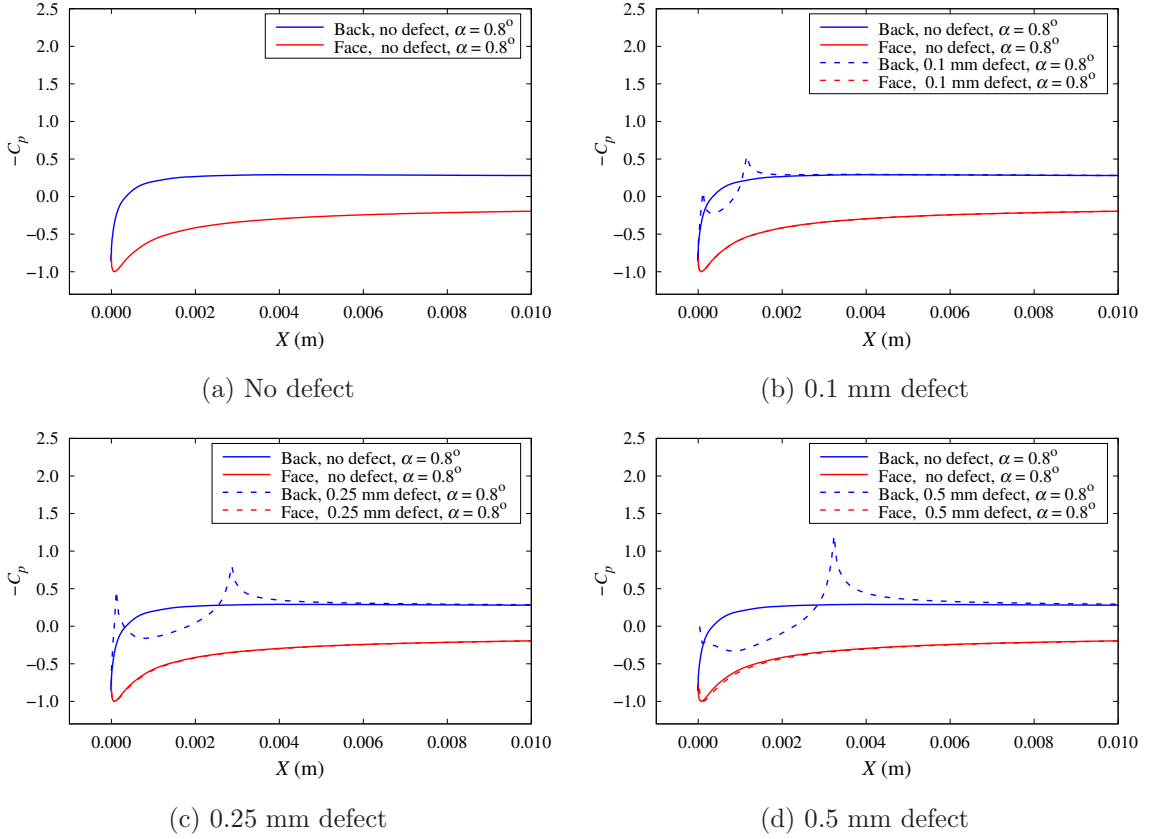 2.5
2.0
1.5
1.0
0.5
0.0
−0.5
−1.0
−Cp
Back, no defect, α = 0.8°
Face, no defect, α = 0.8°
0.000 0.002 0.004 0.006 0.008 0.010
X (m)
(a) No defect
2.5
2.0
1.5
1.0
0.5
0.0
−0.5
−1.0
−Cp
Back, no defect, α = 0.8°
Face, no defect, α = 0.8°
Back, 0.1 mm defect, α = 0.8°
Face, 0.1 mm defect, α = 0.8°
0.000 0.002 0.004 0.006 0.008 0.010
X (m)
(b) 0.1 mm defect
2.5
2.0
1.5
1.0
0.5
0.0
−0.5
−1.0
−Cp
Back, no defect, α = 0.8°
Face, no defect, α = 0.8°
Back, 0.25 mm defect, α = 0.8°
Face, 0.25 mm defect, α = 0.8°
0.000 0.002 0.004 0.006 0.008 0.010
X (m)
(c) 0.25 mm defect
2.5
2.0
1.5
1.0
0.5
0.0
−0.5
−1.0
−Cp
Back, no defect, α = 0.8°
Face, no defect, α = 0.8°
Back, 0.5 mm defect, α = 0.8°
Face, 0.5 mm defect, α = 0.8°
0.000 0.002 0.004 0.006 0.008 0.010
X (m)
(d) 0.5 mm defect